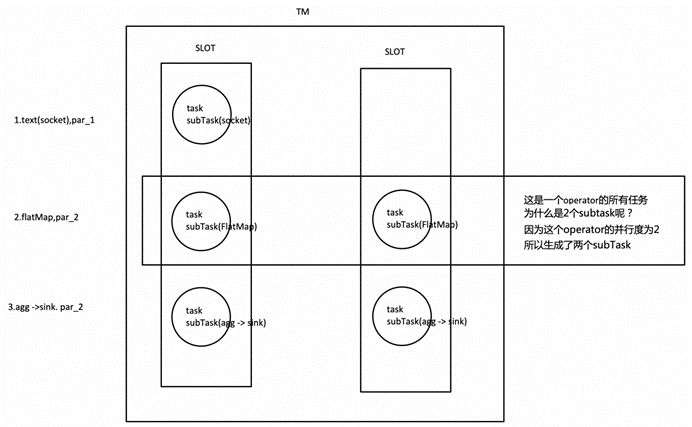 TM
SLOT
SLOT
1.text(socket),par_1
task
subTask(socket)
2.flatMap,par_2
task
subTask(FlatMap)
task
subTask(FlatMap)
这是一个operator的所有任务
为什么是2个subtask呢？
因为这个operator的并行度为2
所以生成了两个subTask
3.agg ->sink. par_2
task
subTask(agg -> sink)
task
subTask(agg -> sink)